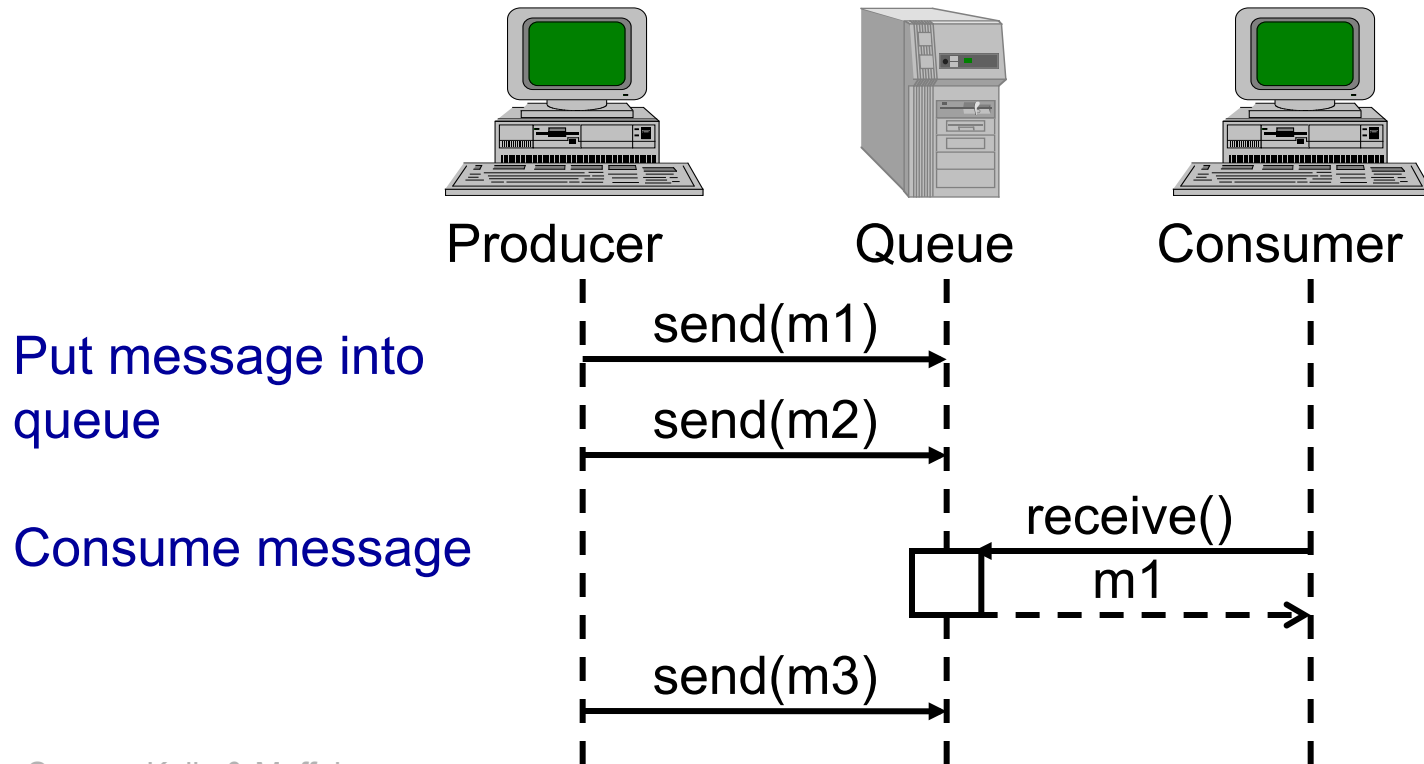 Producer
Queue
Consumer
send(m1)
Put message into
queue
send(m2)
receive()
Consume message
m1
send(m3)